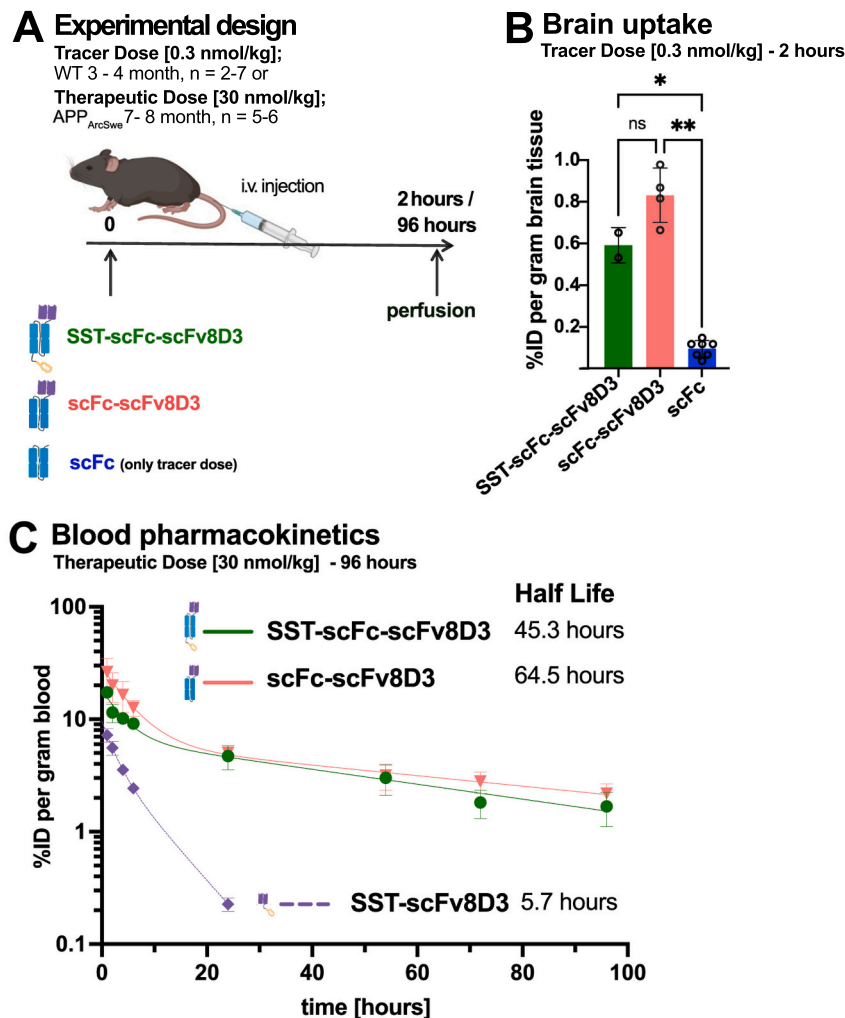 A Experimental design
Tracer Dose [0.3 nmol/kg];
WT 3 - 4 month, n = 2-7 or
Therapeutic Dose [30 nmol/kg];
APPArcSwe 7- 8 month, n = 5-6
i.v. injection
0
2 hours /
96 hours
perfusion
SST-scFc-scFv8D3
scFc-scFv8D3
scFc (only tracer dose)
B Brain uptake
Tracer Dose [0.3 nmol/kg] - 2 hours
*
ns
**
1.0
0.8
0.6
0.4
0.2
%ID per gram brain tissue
SST-scFc-scFv8D3
scFc-scFv8D3
scFc
C Blood pharmacokinetics
Therapeutic Dose [30 nmol/kg] - 96 hours
Half Life
SST-scFc-scFv8D3 45.3 hours
scFc-scFv8D3 64.5 hours
SST-scFv8D3 5.7 hours
100
10
1
0.1
%ID per gram blood
0 20 40 60 80 100
time [hours]